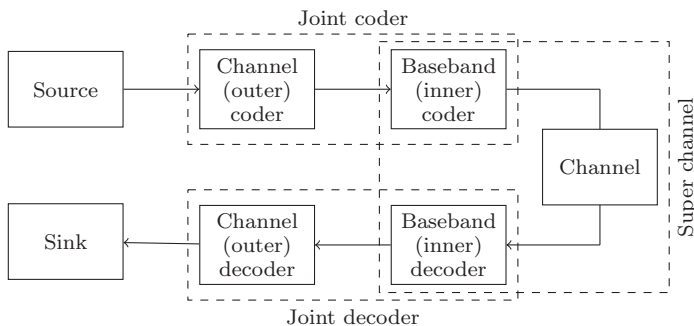 Joint coder
Source
Channel
(outer)
coder
Baseband
(inner)
coder
Channel
Super channel
Sink
Channel
(outer)
decoder
Baseband
(inner)
decoder
Joint decoder